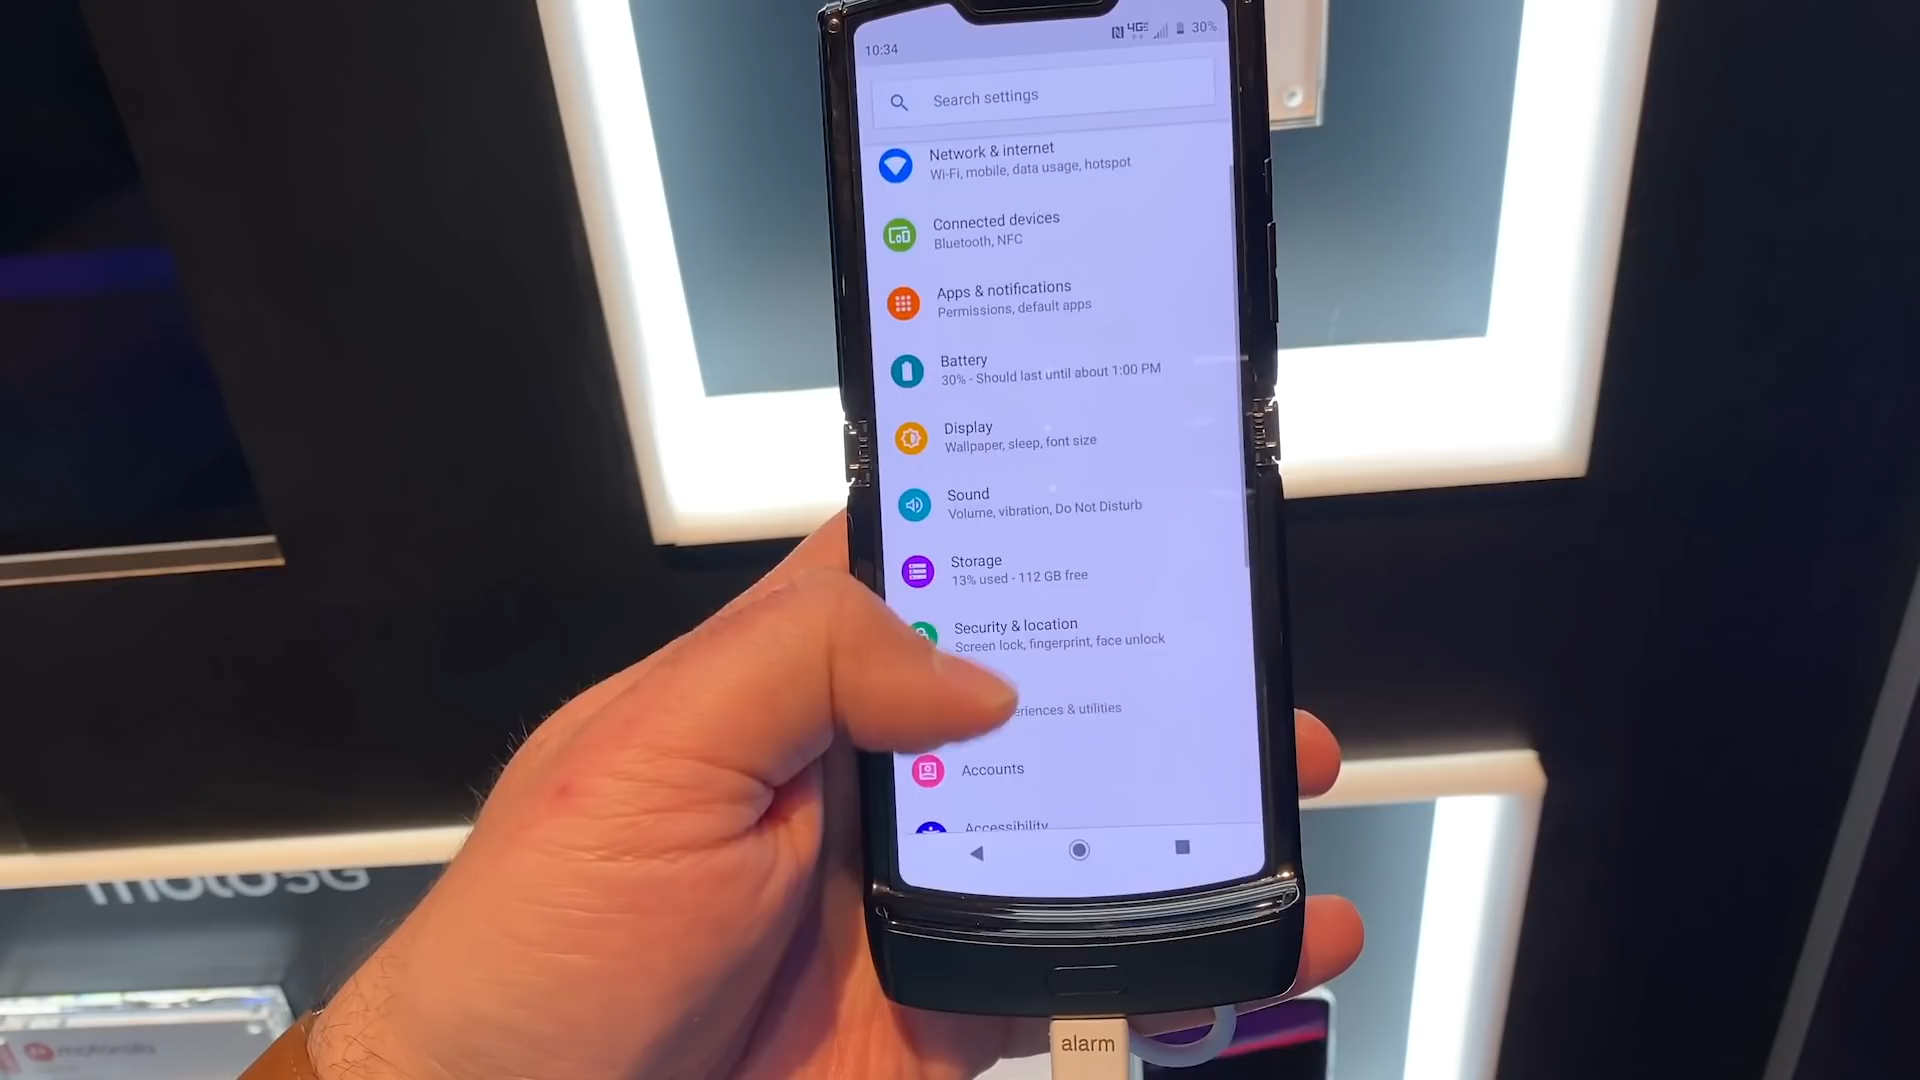 10:34
4G
30%
Search settings
Network & internet
Wi-Fi, mobile, data usage, hotspot
Connected devices
Bluetooth, NFC
Apps & notifications
Permissions, default apps
Battery
30% - Should last until about 1:00 PM
Display
Wallpaper, sleep, font size
Sound
Volume, vibration, Do Not Disturb
Storage
13% used - 112 GB free
Security & location
Screen lock, fingerprint, face unlock
eriences & utilities
Accounts
Accessibility
moto5G
motorola
alarm